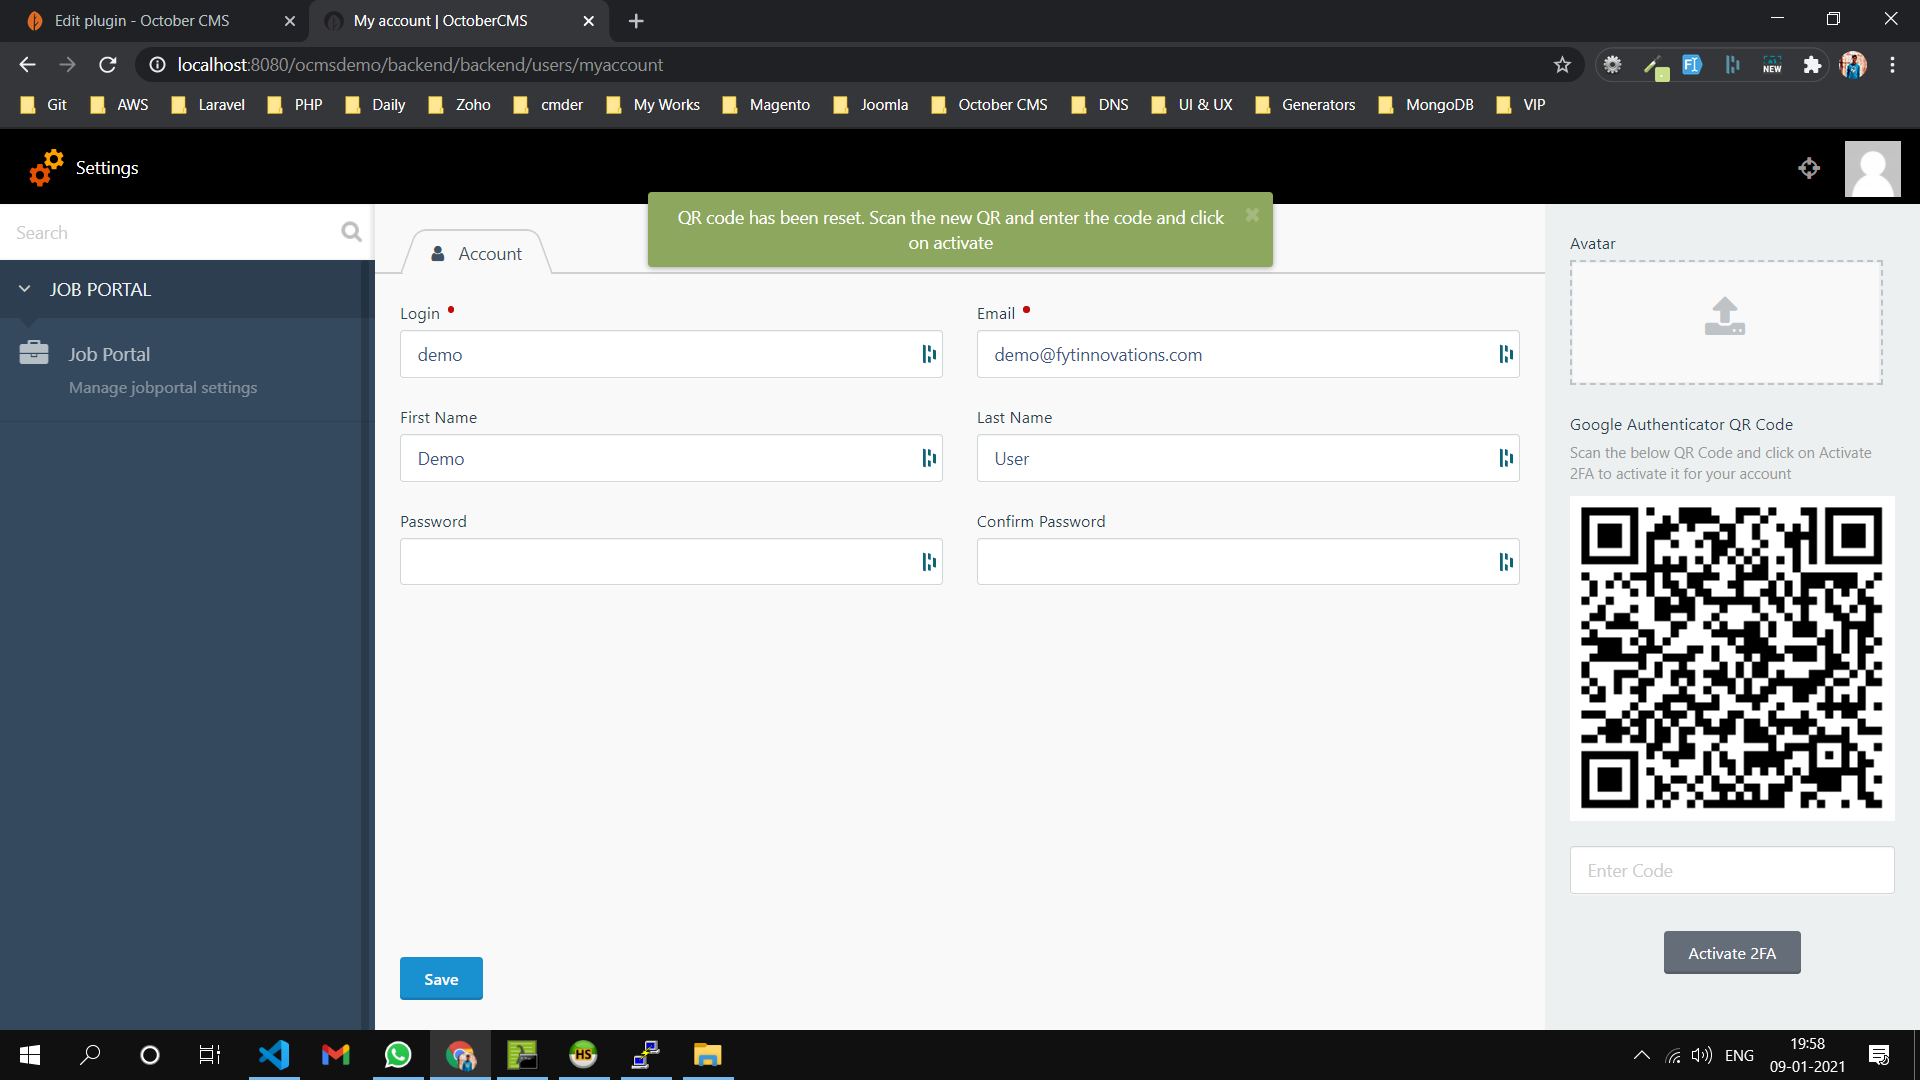 Edit plugin - October CMS
My account | OctoberCMS
localhost:8080/ocmsdemo/backend/backend/users/myaccount
NEW
Git
AWS
Laravel
PHP
Daily
Zoho
cmder
My Works
Magento
Joomla
October CMS
DNS
UI & UX
Generators
MongoDB
VIP
Settings
QR code has been reset. Scan the new QR and enter the code and click
on activate
Search
JOB PORTAL
Job Portal
Manage jobportal settings
Account
Login
demo
Email
demo@fytinnovations.com
First Name
Demo
Last Name
User
Password
Confirm Password
Save
Avatar
Google Authenticator QR Code
Scan the below QR Code and click on Activate
2FA to activate it for your account
Enter Code
Activate 2FA
HS
ENG
19:58
09-01-2021